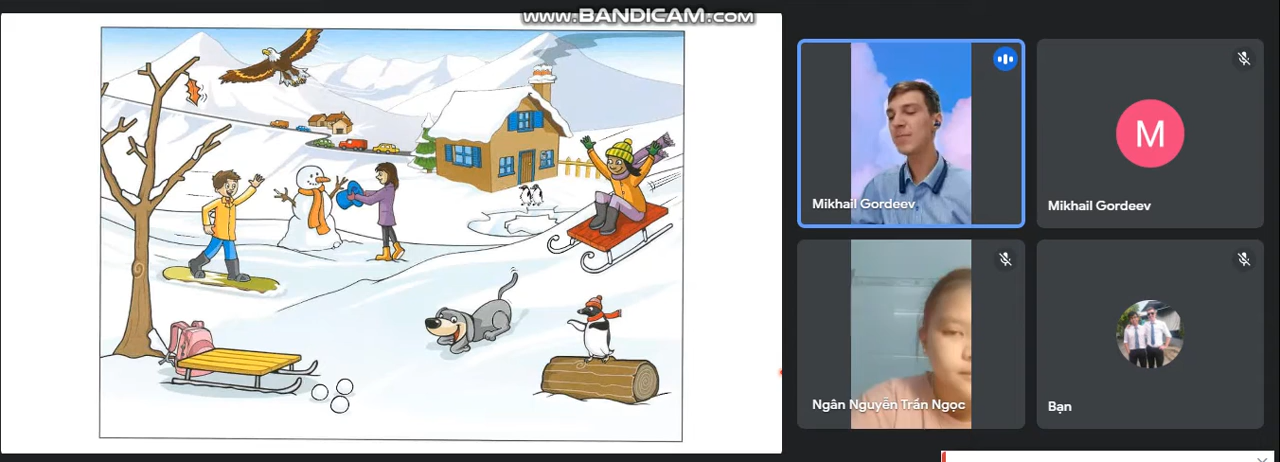 www.BANDICAM.com
Mikhail Gordeev
M
Mikhail Gordeev
Ngân Nguyễn Trần Ngọc
Bạn